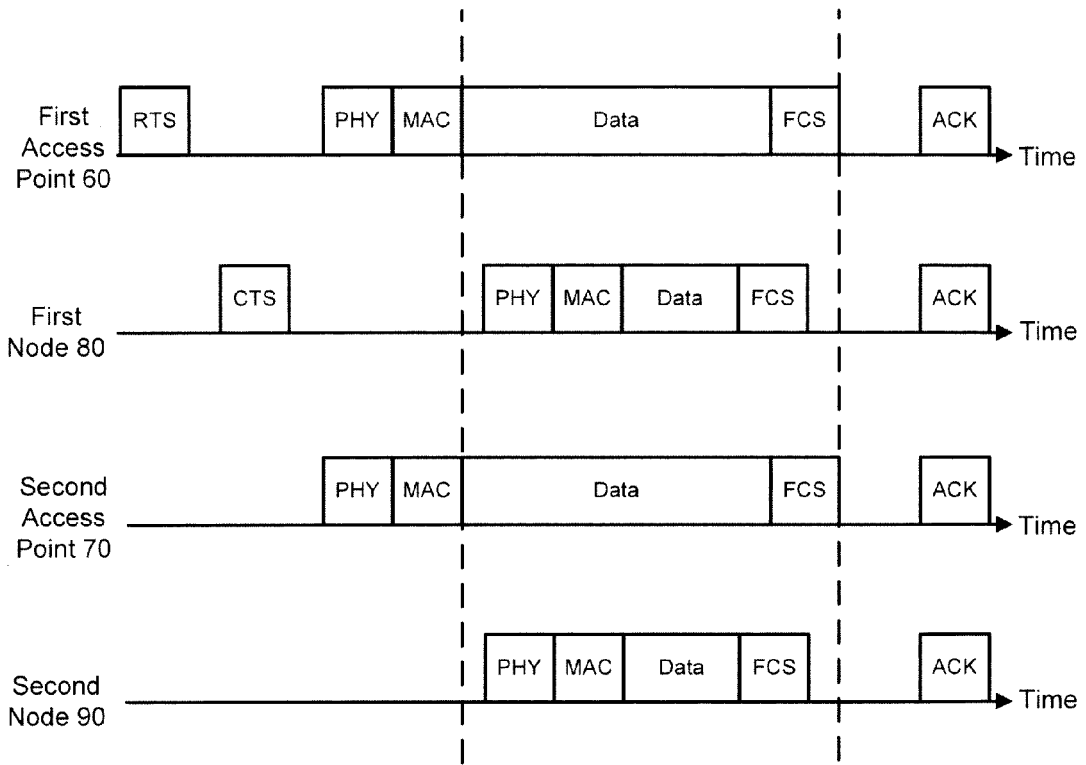 First
Access
Point 60
RTS
PHY
MAC
Data
FCS
ACK
Time
First
Node 80
CTS
PHY
MAC
Data
FCS
ACK
Time
Second
Access
Point 70
PHY
MAC
Data
FCS
ACK
Time
Second
Node 90
PHY
MAC
Data
FCS
ACK
Time